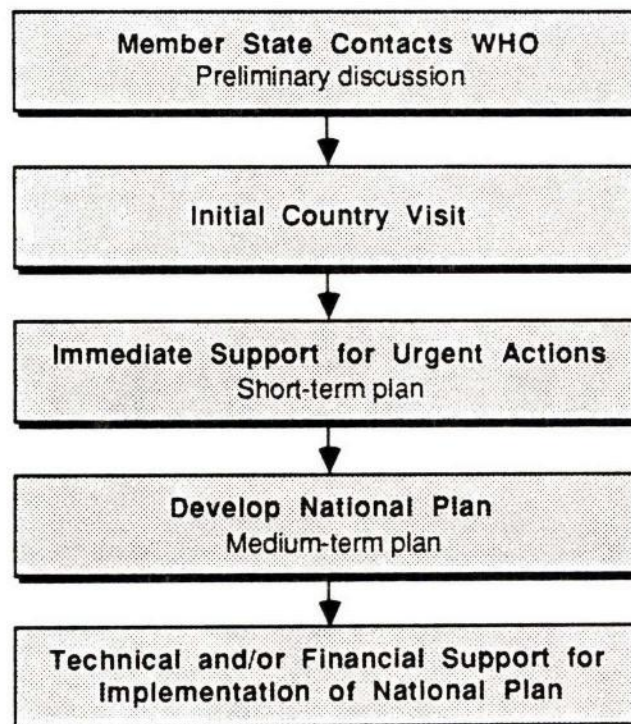 Member State Contacts WHO
Preliminary discussion
Initial Country Visit
Immediate Support for Urgent Actions
Short-term plan
Develop National Plan
Medium-term plan
Technical and/or Financial Support for
Implementation of National Plan